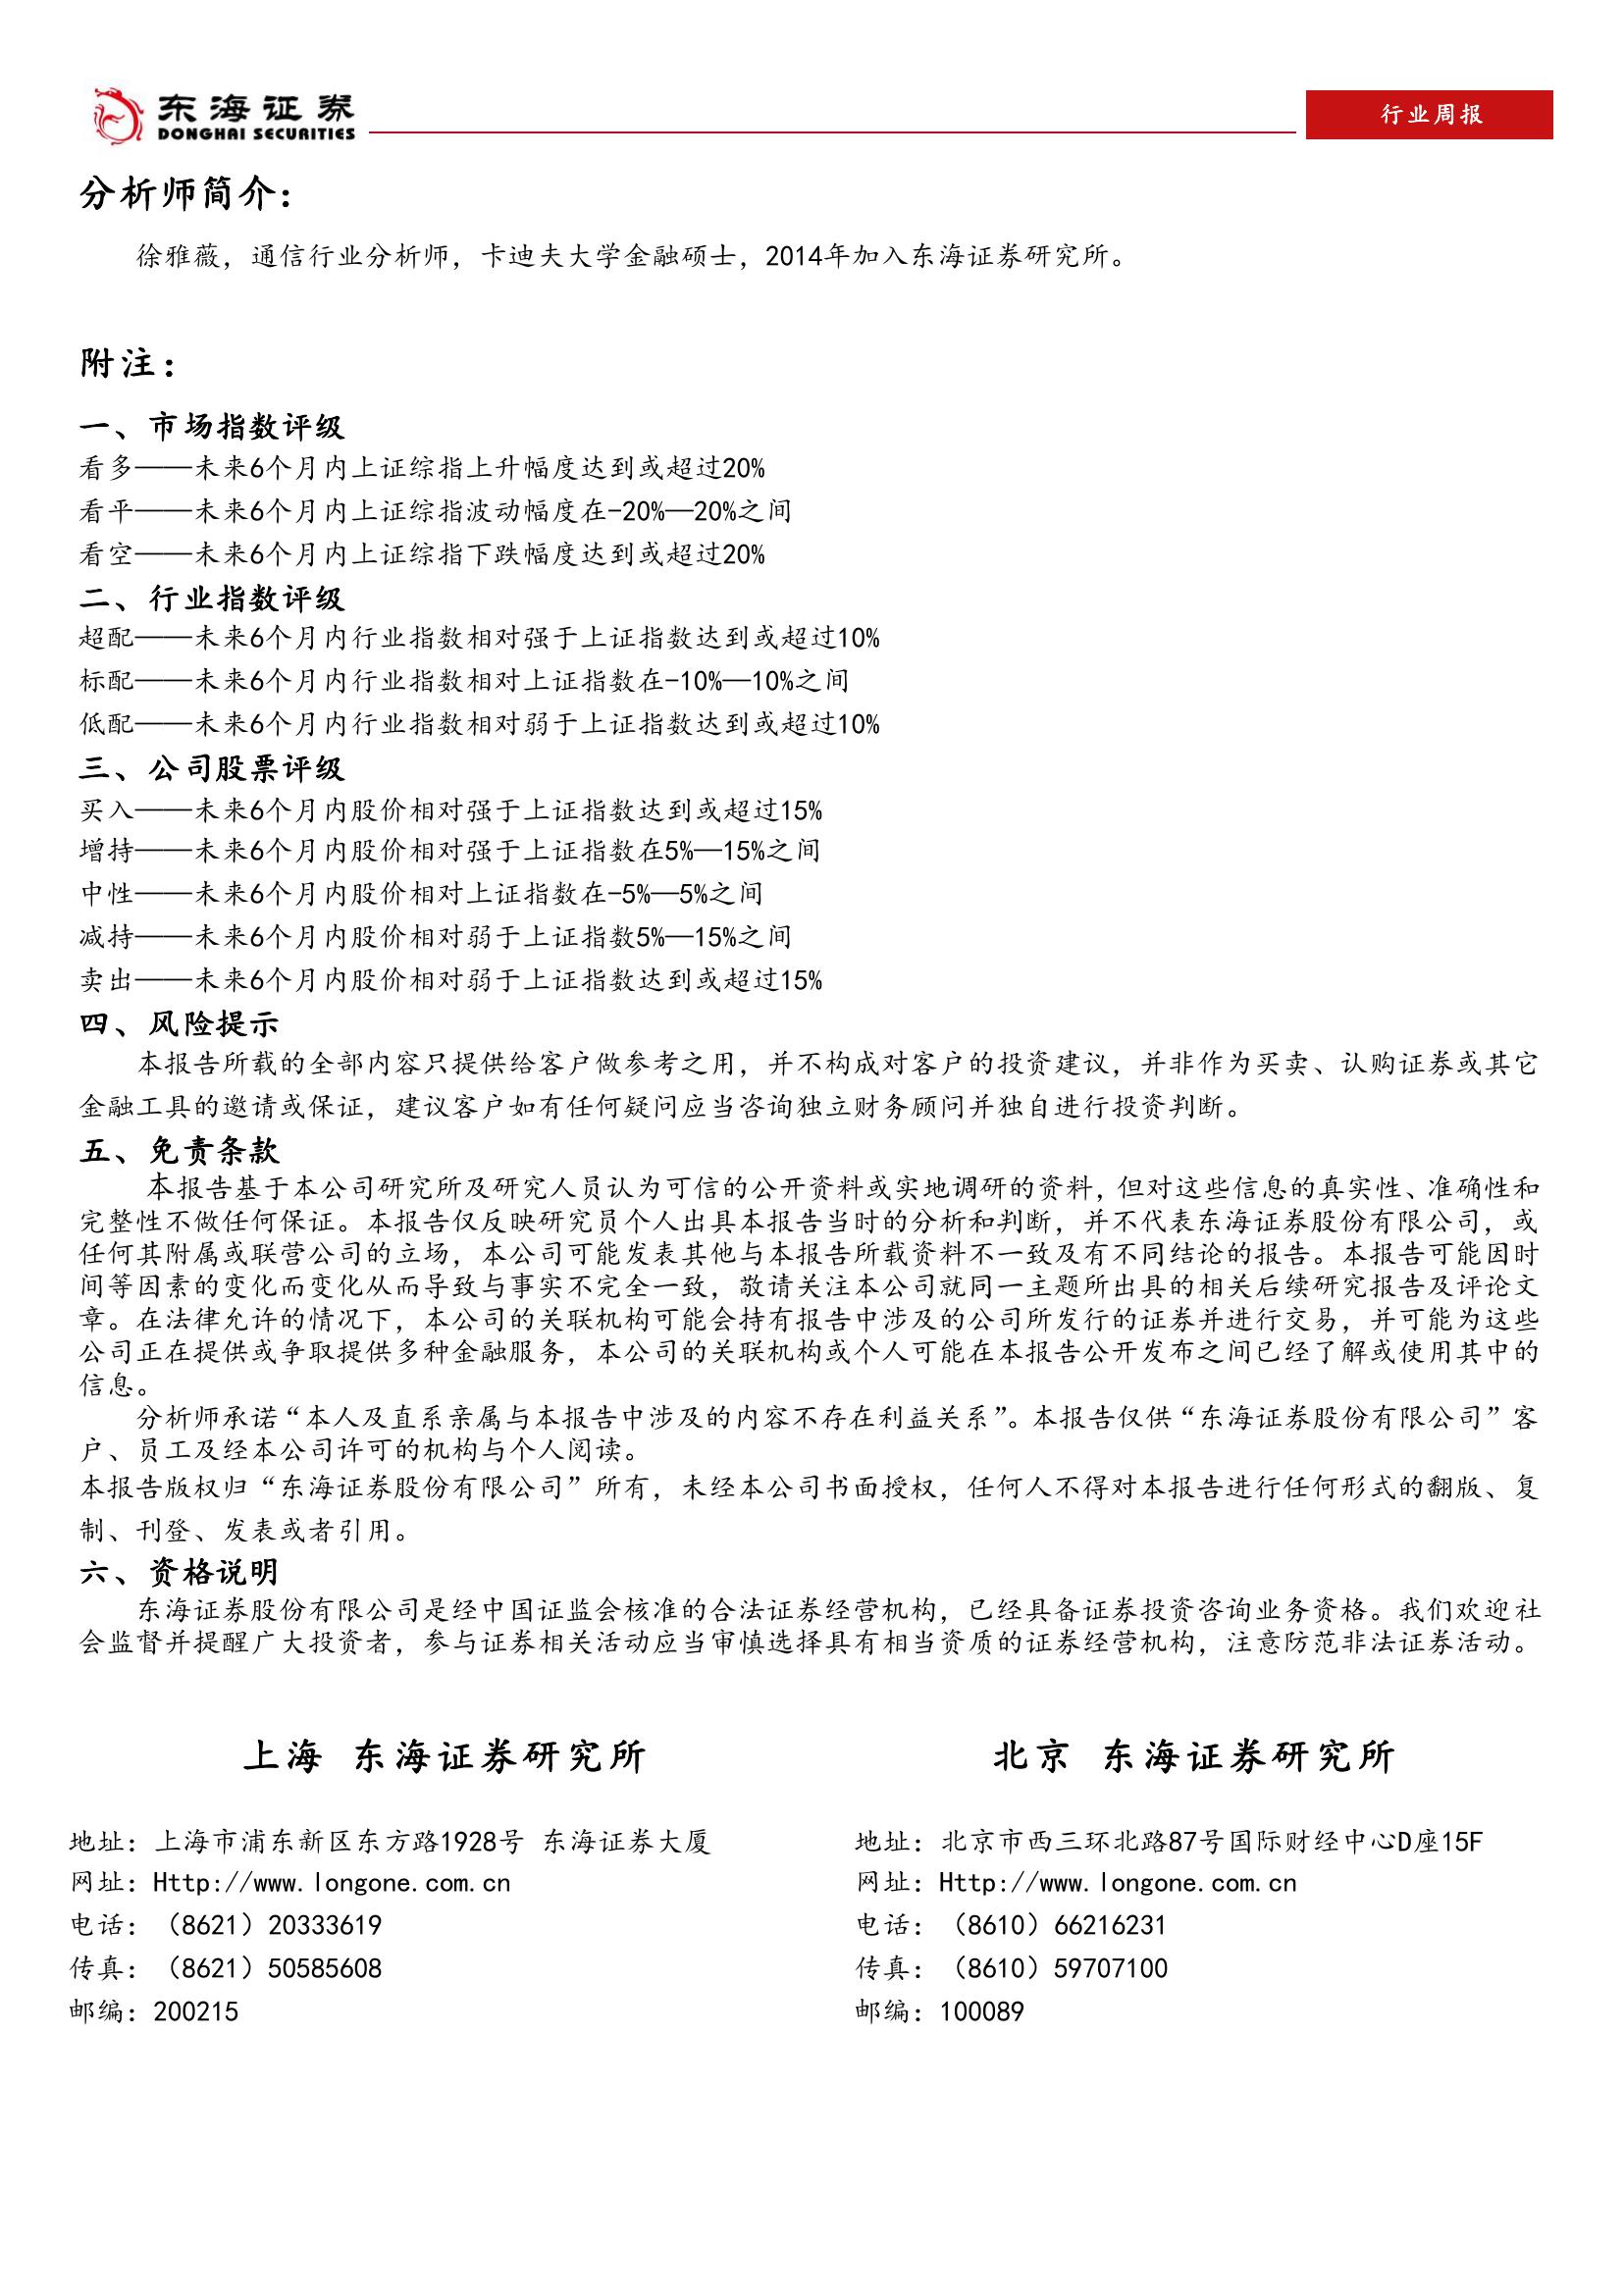 东海证券
DONGHAI SECURITIES
行业周报
分析师简介：
徐雅薇，通信行业分析师，卡迪夫大学金融硕士，2014年加入东海证券研究所。
附注：
一、市场指数评级
看多——未来6个月内上证综指上升幅度达到或超过20%
看平——未来6个月内上证综指波动幅度在-20%—20%之间
看空——未来6个月内上证综指下跌幅度达到或超过20%
二、行业指数评级
超配——未来6个月内行业指数相对强于上证指数达到或超过10%
标配——未来6个月内行业指数相对上证指数在-10%—10%之间
低配——未来6个月内行业指数相对弱于上证指数达到或超过10%
三、公司股票评级
买入——未来6个月内股价相对强于上证指数达到或超过15%
增持——未来6个月内股价相对强于上证指数在5%—15%之间
中性——未来6个月内股价相对上证指数在-5%—5%之间
减持——未来6个月内股价相对弱于上证指数5%—15%之间
卖出——未来6个月内股价相对弱于上证指数达到或超过15%
四、风险提示
本报告所载的全部内容只提供给客户做参考之用，并不构成对客户的投资建议，并非作为买卖、认购证券或其它
金融工具的邀请或保证，建议客户如有任何疑问应当咨询独立财务顾问并独自进行投资判断。
五、免责条款
本报告基于本公司研究所及研究人员认为可信的公开资料或实地调研的资料，但对这些信息的真实性、准确性和
完整性不做任何保证。本报告仅反映研究员个人出具本报告当时的分析和判断，并不代表东海证券股份有限公司，或
任何其附属或联营公司的立场，本公司可能发表其他与本报告所载资料不一致及有不同结论的报告。本报告可能因时
间等因素的变化而变化从而导致与事实不完全一致，敬请关注本公司就同一主题所出具的相关后续研究报告及评论文
章。在法律允许的情况下，本公司的关联机构可能会持有报告中涉及的公司所发行的证券并进行交易，并可能为这些
公司正在提供或争取提供多种金融服务，本公司的关联机构或个人可能在本报告公开发布之间已经了解或使用其中的
信息。
分析师承诺“本人及直系亲属与本报告中涉及的内容不存在利益关系”。本报告仅供“东海证券股份有限公司”客
户、员工及经本公司许可的机构与个人阅读。
本报告版权归“东海证券股份有限公司”所有，未经本公司书面授权，任何人不得对本报告进行任何形式的翻版、复
制、刊登、发表或者引用。
六、资格说明
东海证券股份有限公司是经中国证监会核准的合法证券经营机构，已经具备证券投资咨询业务资格。我们欢迎社
会监督并提醒广大投资者，参与证券相关活动应当审慎选择具有相当资质的证券经营机构，注意防范非法证券活动。
上海 东海证券研究所
地址：上海市浦东新区东方路1928号 东海证券大厦
网址：Http://www.longone.com.cn
电话：（8621）20333619
传真：（8621）50585608
邮编：200215
北京 东海证券研究所
地址：北京市西三环北路87号国际财经中心D座15F
网址：Http://www.longone.com.cn
电话：（8610）66216231
传真：（8610）59707100
邮编：100089